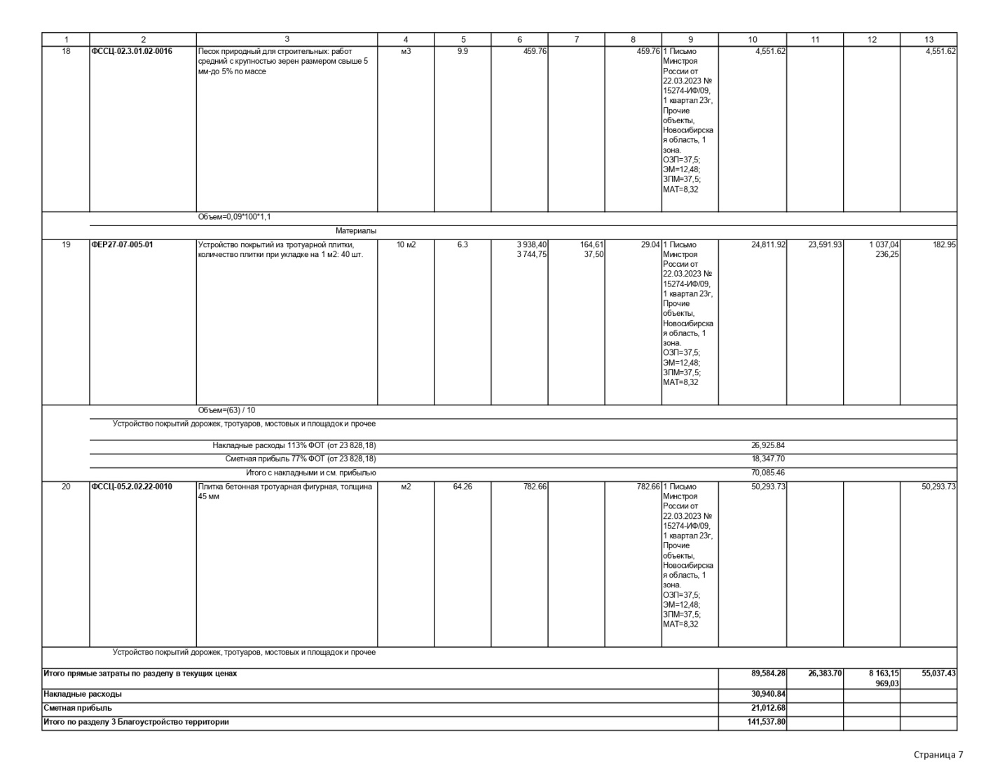 1 2 3 4 5 6 7 8 9 10 11 12 13
18 ФССЦ-02.3.01.02-0016 Песок природный для строительных: работ м3 9.9 459.76 459.76 1 Письмо 4,551.62 4,551.62
средний с крупностью зерен размером свыше 5 Минстроя
мм-до 5% по массе России от
22.03.2023 №
15274-ИФ/09,
1 квартал 23г,
Прочие
объекты,
Новосибирска
я область, 1
зона.
ОЗП=37,5;
ЭМ=12,48;
ЗПМ=37,5;
МАТ=8,32
Объем=0,09*100*1,1
Материалы
19 ФЕР27-07-005-01 Устройство покрытий из тротуарной плитки, 10 м2 6.3 3 938,40 164,61 29.04 1 Письмо 24,811.92 23,591.93 1 037,04 182.95
количество плитки при укладке на 1 м2: 40 шт. 3 744,75 37,50 Минстроя 236,25
России от
22.03.2023 №
15274-ИФ/09,
1 квартал 23г,
Прочие
объекты,
Новосибирска
я область, 1
зона.
ОЗП=37,5;
ЭМ=12,48;
ЗПМ=37,5;
МАТ=8,32
Объем=(63) / 10
Устройство покрытий дорожек, тротуаров, мостовых и площадок и прочее
Накладные расходы 113% ФОТ (от 23 828,18) 26,925.84
Сметная прибыль 77% ФОТ (от 23 828,18) 18,347.70
Итого с накладными и см. прибылью 70,085.46
20 ФССЦ-05.2.02.22-0010 Плитка бетонная тротуарная фигурная, толщина м2 64.26 782.66 782.66 1 Письмо 50,293.73 50,293.73
45 мм Минстроя
России от
22.03.2023 №
15274-ИФ/09,
1 квартал 23г,
Прочие
объекты,
Новосибирска
я область, 1
зона.
ОЗП=37,5;
ЭМ=12,48;
ЗПМ=37,5;
МАТ=8,32
Устройство покрытий дорожек, тротуаров, мостовых и площадок и прочее
Итого прямые затраты по разделу в текущих ценах 89,584.28 26,383.70 8 163,15 55,037.43
969,03
Накладные расходы 30,940.84
Сметная прибыль 21,012.68
Итого по разделу 3 Благоустройство территории 141,537.80
Страница 7